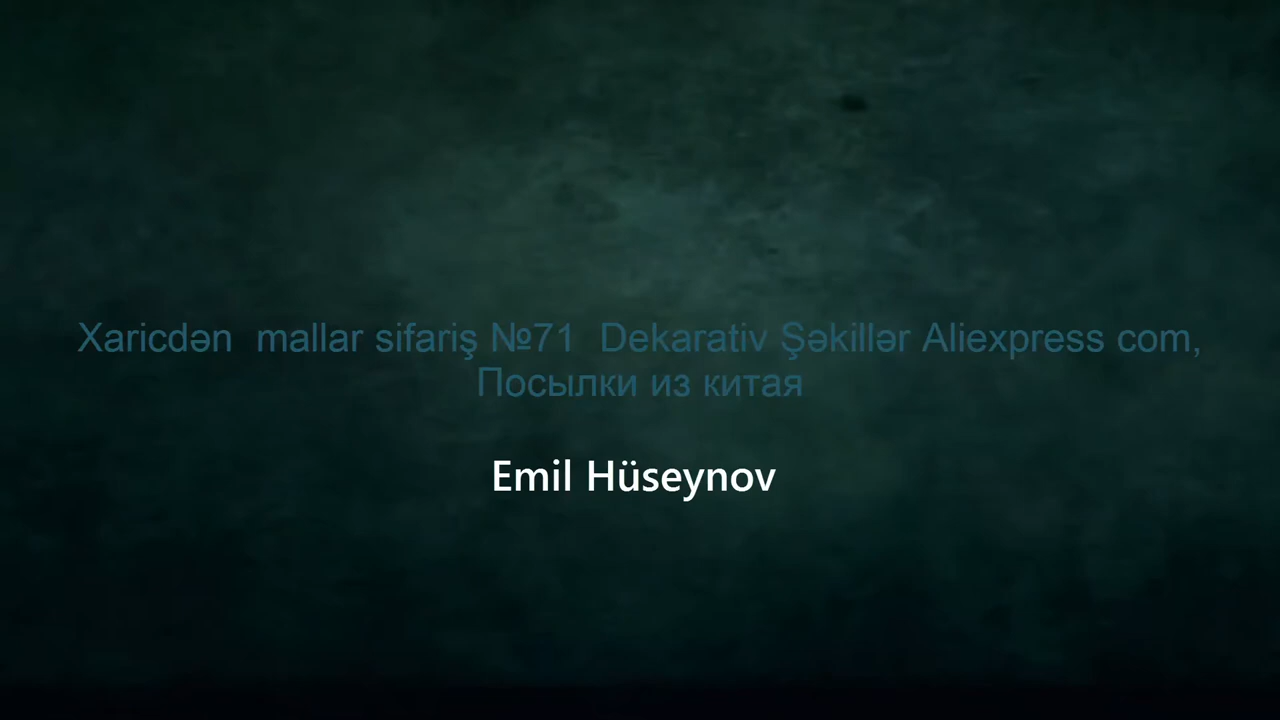 Xaricdən  mallar sifariş №71  Dekarativ Şəkillər Aliexpress com,
Посылки из китая
Emil Hüseynov